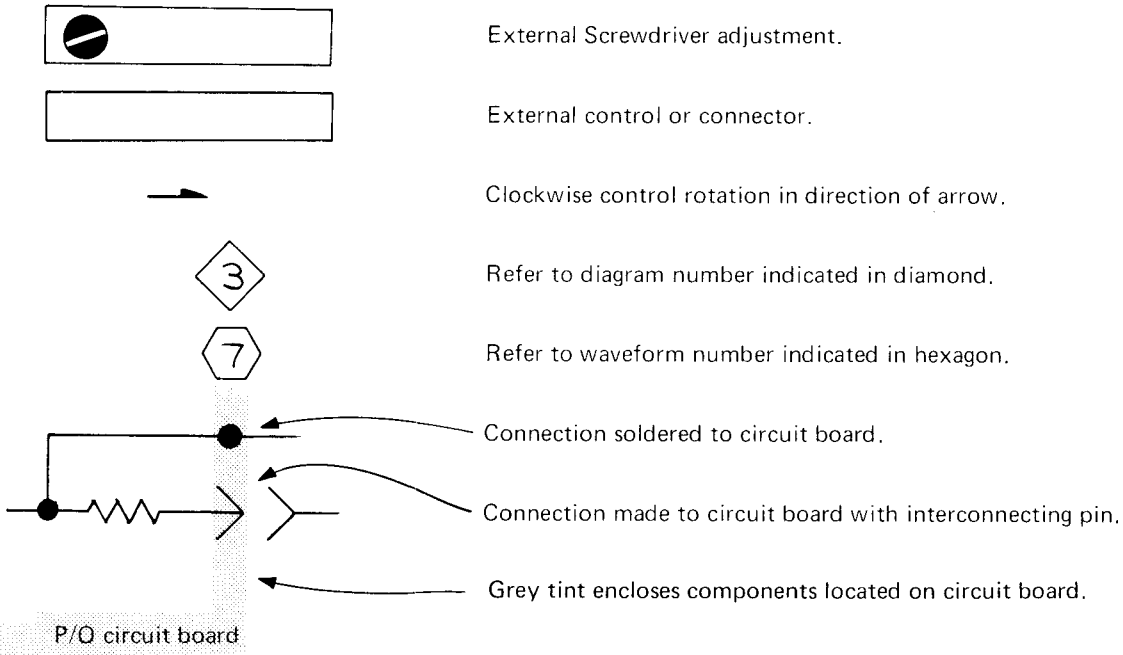 External Screwdriver adjustment.
External control or connector.
Clockwise control rotation in direction of arrow.
3
Refer to diagram number indicated in diamond.
7
Refer to waveform number indicated in hexagon.
Connection soldered to circuit board.
Connection made to circuit board with interconnecting pin.
Grey tint encloses components located on circuit board.
P/O circuit board